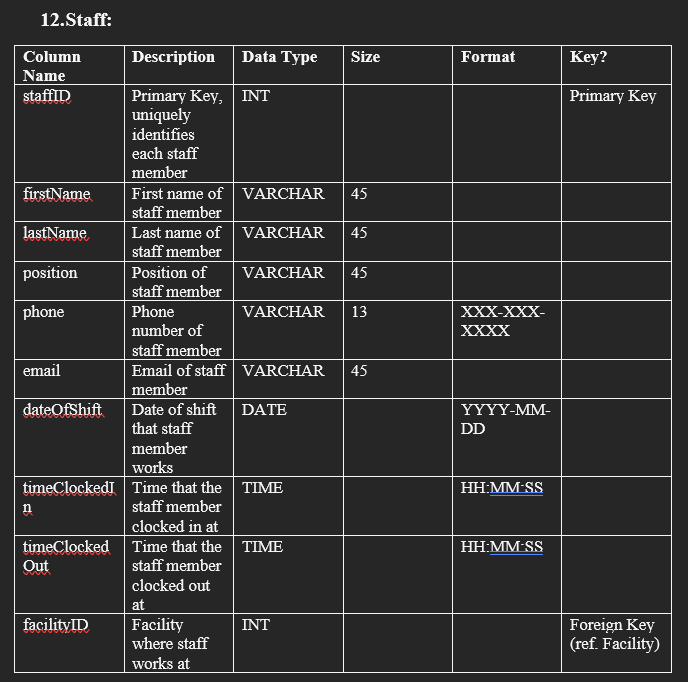 12.Staff:
Column Name | Description | Data Type | Size | Format | Key?
staffID | Primary Key, uniquely identifies each staff member | INT | | | Primary Key
firstName | First name of staff member | VARCHAR | 45 | |
lastName | Last name of staff member | VARCHAR | 45 | |
position | Position of staff member | VARCHAR | 45 | |
phone | Phone number of staff member | VARCHAR | 13 | XXX-XXX-XXXX |
email | Email of staff member | VARCHAR | 45 | |
dateOfShift | Date of shift that staff member works | DATE | | YYYY-MM-DD |
timeClockedIn | Time that the staff member clocked in at | TIME | | HH:MM:SS |
timeClockedOut | Time that the staff member clocked out at | TIME | | HH:MM:SS |
facilityID | Facility where staff works at | INT | | | Foreign Key (ref. Facility)